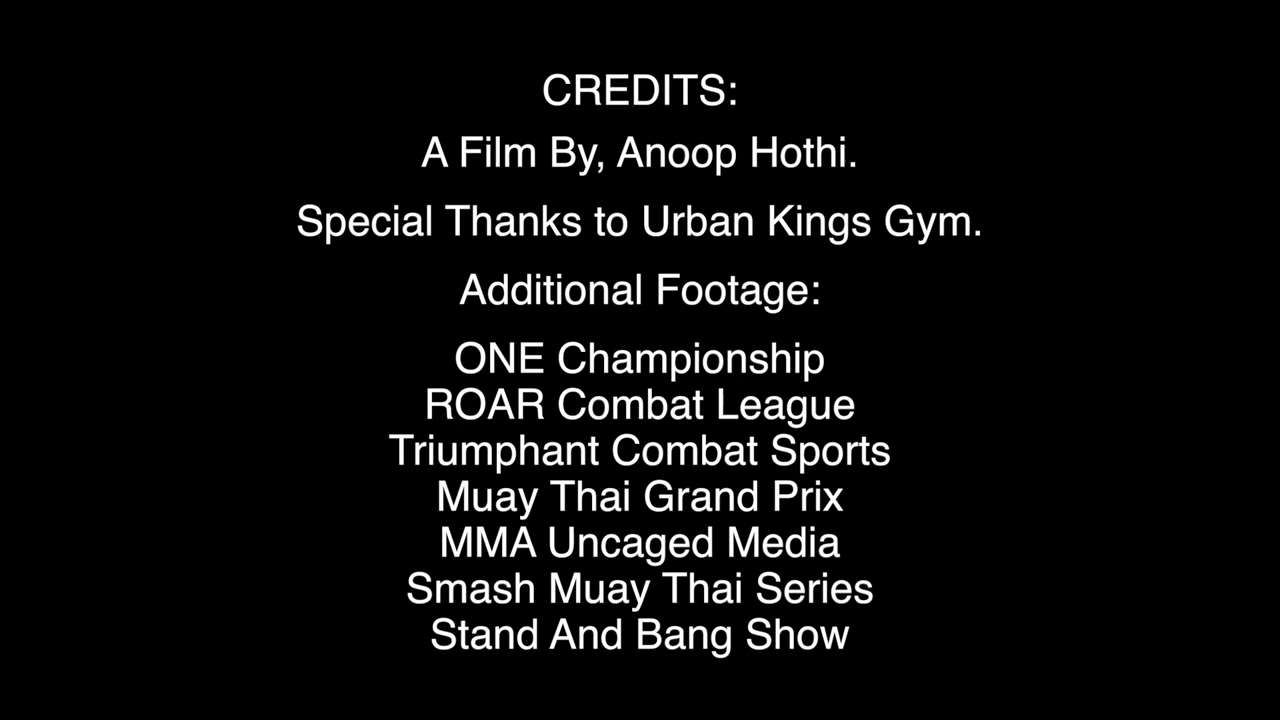 CREDITS:
A Film By, Anoop Hothi.
Special Thanks to Urban Kings Gym.
Additional Footage:
ONE Championship
ROAR Combat League
Triumphant Combat Sports
Muay Thai Grand Prix
MMA Uncaged Media
Smash Muay Thai Series
Stand And Bang Show